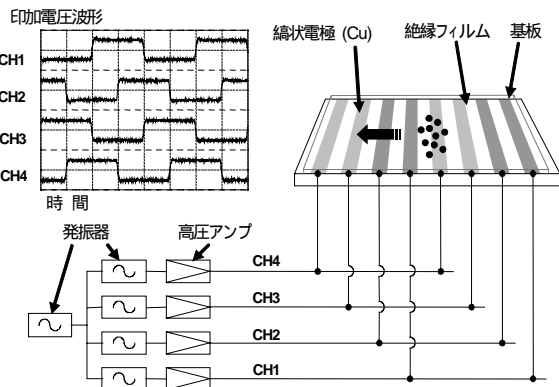 印加電圧波形
CH1
CH2
CH3
CH4
時 間
縞状電極 (Cu)
絶縁フィルム
基板
発振器
高圧アンプ
CH4
CH3
CH2
CH1